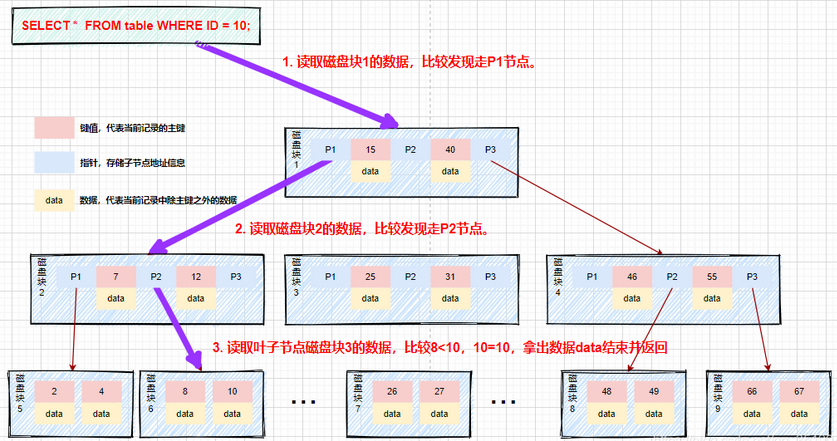 SELECT * FROM table WHERE ID = 10;
1. 读取磁盘块1的数据，比较发现走P1节点。
键值，代表当前记录的主键
指针，存储子节点地址信息
data 数据，代表当前记录中除主键之外的数据
磁盘块1 P1 15 P2 40 P3
data data
2. 读取磁盘块2的数据，比较发现走P2节点。
磁盘块2 P1 7 P2 12 P3
data data
磁盘块3 P1 25 P2 31 P3
data data
磁盘块4 P1 46 P2 55 P3
data data
3. 读取叶子节点磁盘块3的数据，比较8<10，10=10，拿出数据data结束并返回
磁盘块5 2 4
data data
磁盘块6 8 10
data data
...
磁盘块7 26 27
data data
...
磁盘块8 48 49
data data
磁盘块9 66 67
data data